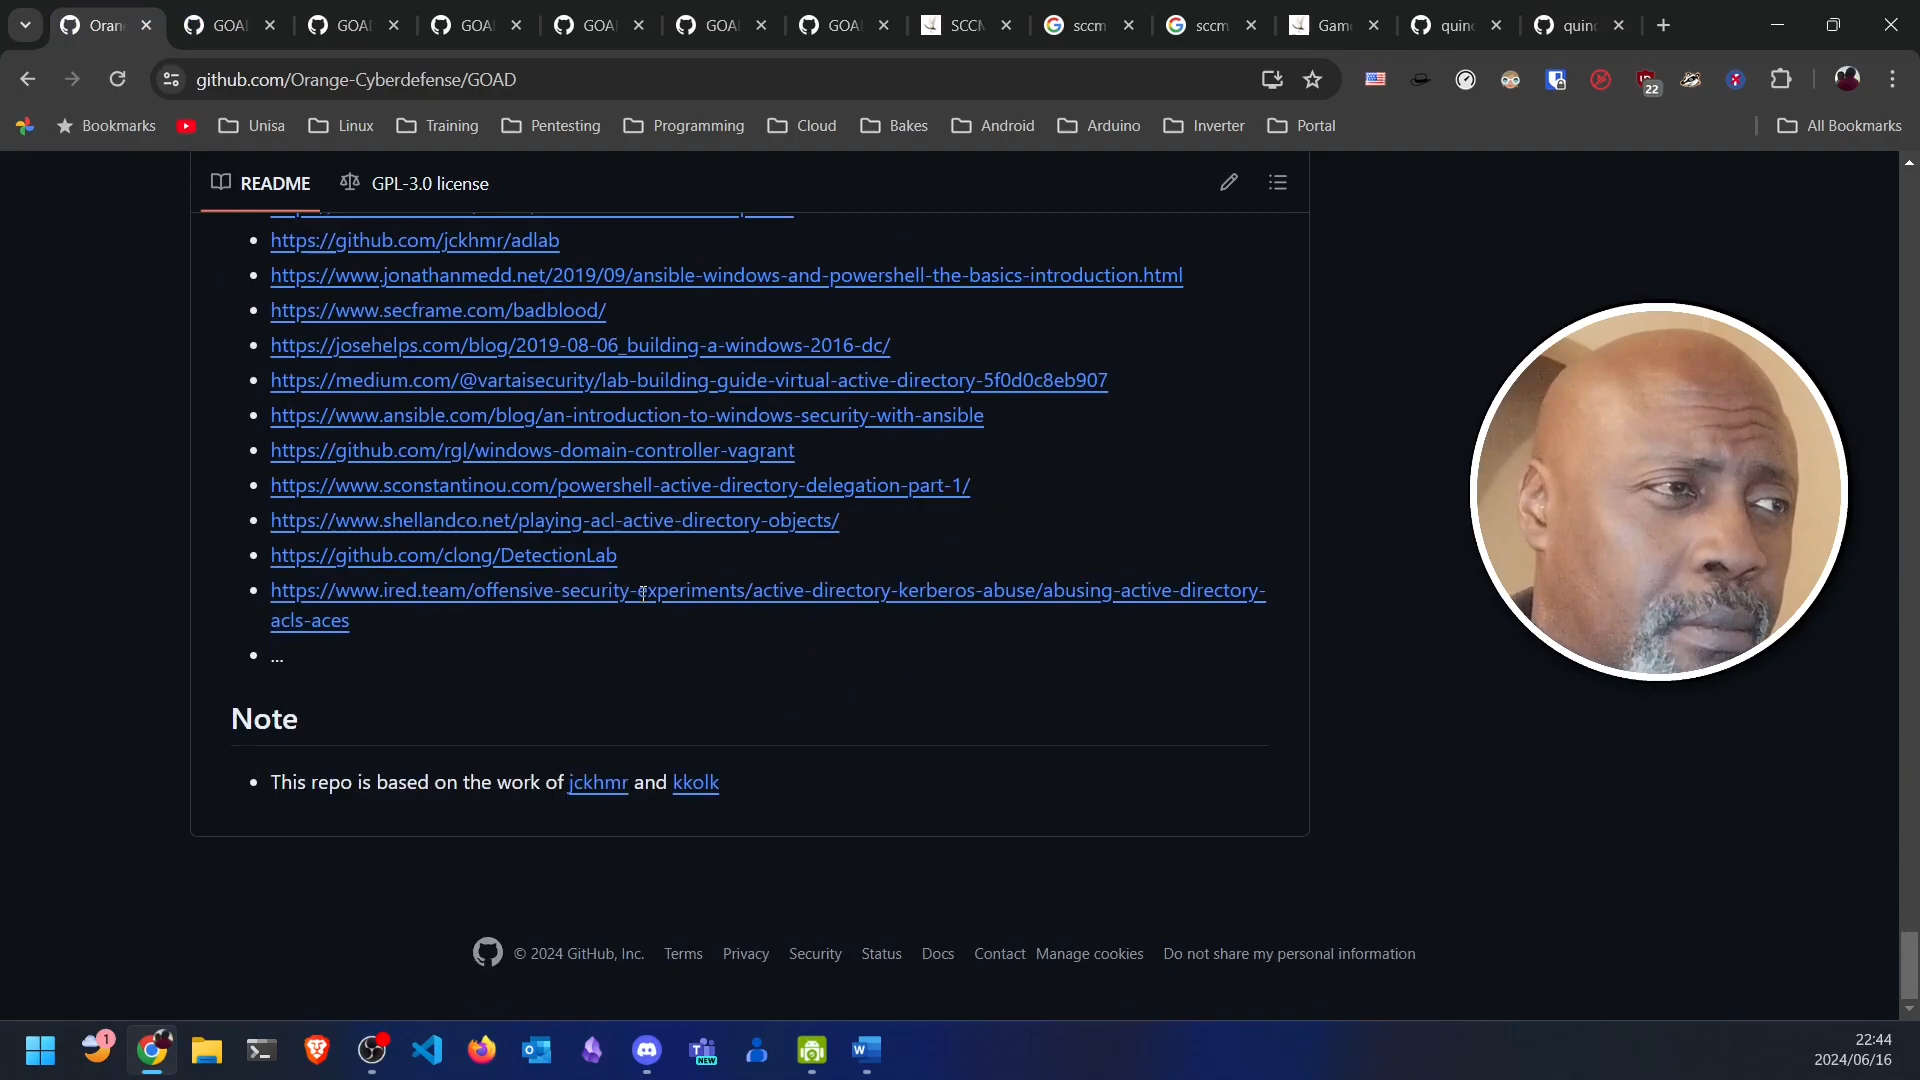 Oran
GOA
GOA
GOA
GOA
GOA
GOA
SCCM
sccm
sccm
Gam
quin
quin
github.com/Orange-Cyberdefense/GOAD
22
Bookmarks
Unisa
Linux
Training
Pentesting
Programming
Cloud
Bakes
Android
Arduino
Inverter
Portal
All Bookmarks
README
GPL-3.0 license
https://github.com/jckhmr/adlab
https://www.jonathanmedd.net/2019/09/ansible-windows-and-powershell-the-basics-introduction.html
https://www.secframe.com/badblood/
https://josehelps.com/blog/2019-08-06_building-a-windows-2016-dc/
https://medium.com/@vartaisecurity/lab-building-guide-virtual-active-directory-5f0d0c8eb907
https://www.ansible.com/blog/an-introduction-to-windows-security-with-ansible
https://github.com/rgl/windows-domain-controller-vagrant
https://www.sconstantinou.com/powershell-active-directory-delegation-part-1/
https://www.shellandco.net/playing-acl-active-directory-objects/
https://github.com/clong/DetectionLab
https://www.ired.team/offensive-security-experiments/active-directory-kerberos-abuse/abusing-active-directory-
acls-aces
...
Note
This repo is based on the work of jckhmr and kkolk
© 2024 GitHub, Inc.
Terms
Privacy
Security
Status
Docs
Contact
Manage cookies
Do not share my personal information
1
NEW
22:44
2024/06/16